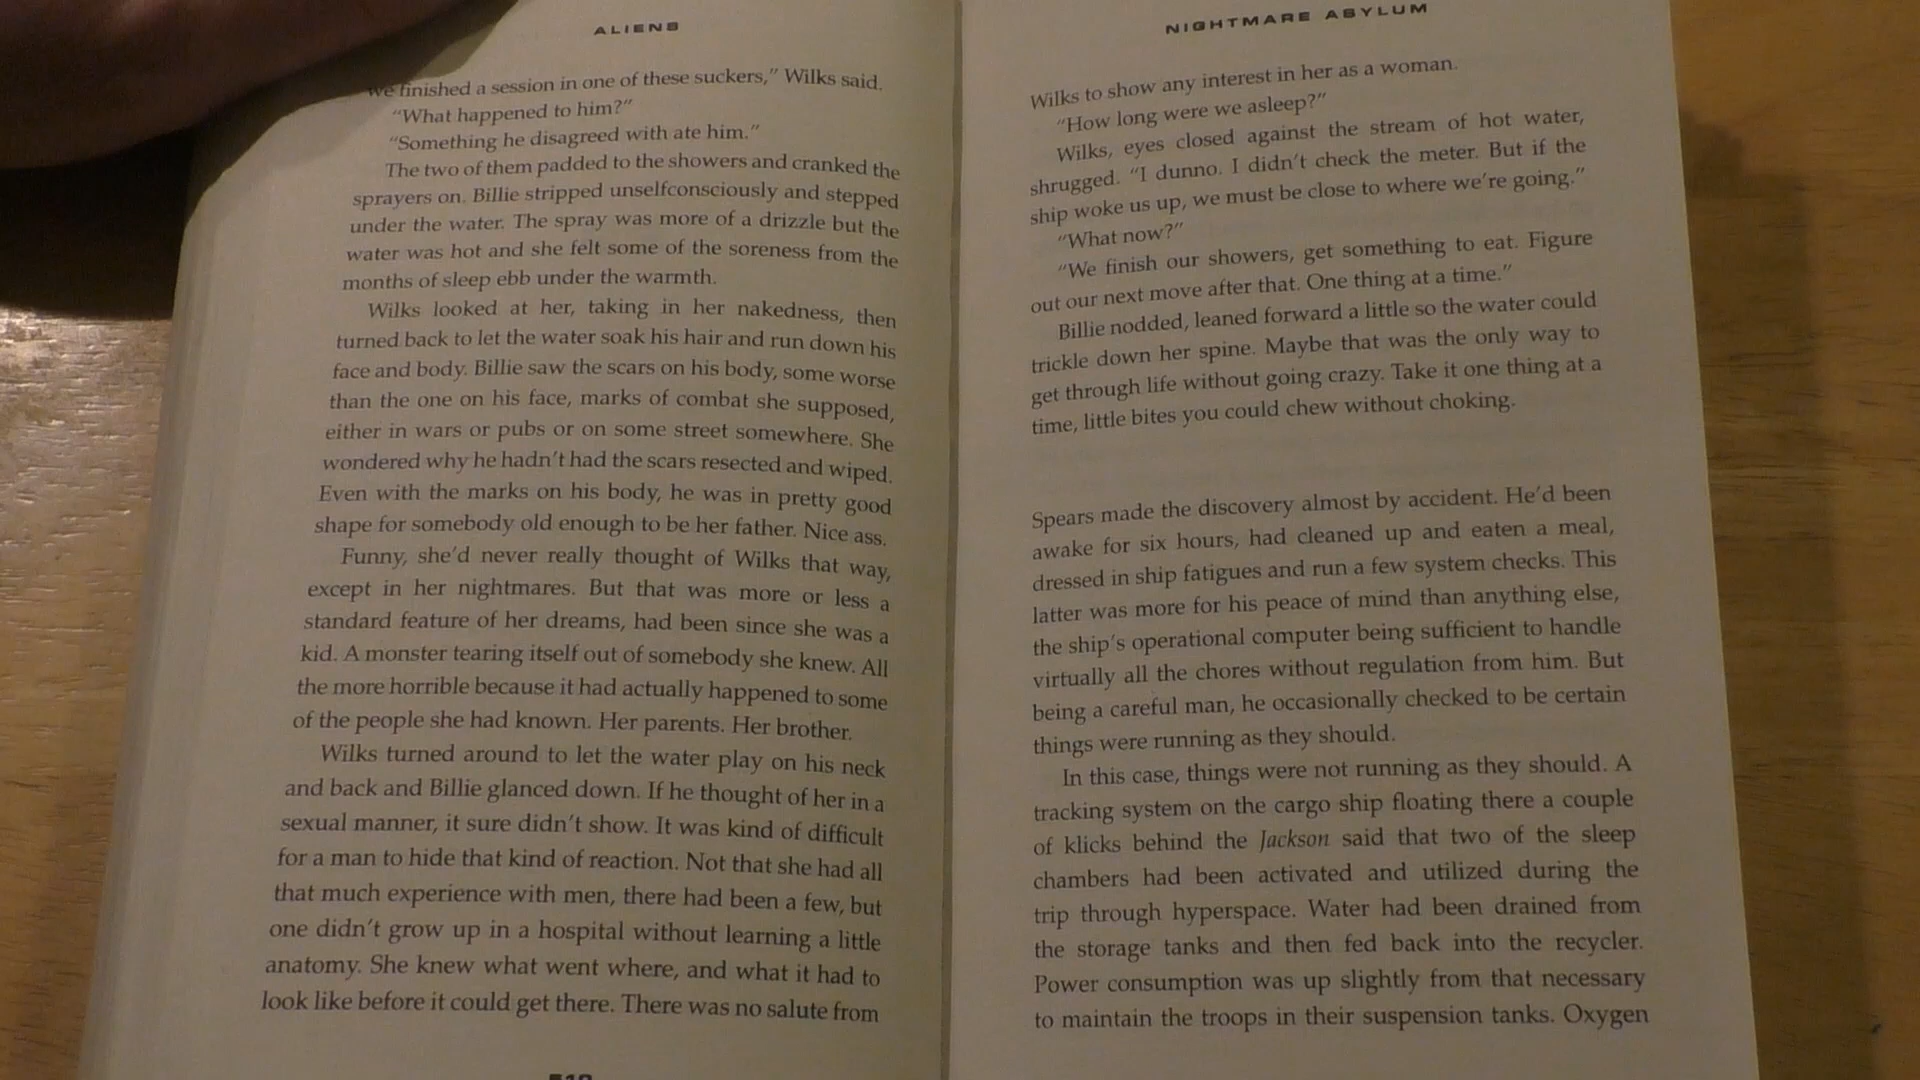 ALIENS
we finished a session in one of these suckers,” Wilks said.
“What happened to him?”
“Something he disagreed with ate him.”
The two of them padded to the showers and cranked the
sprayers on. Billie stripped unselfconsciously and stepped
under the water. The spray was more of a drizzle but the
water was hot and she felt some of the soreness from the
months of sleep ebb under the warmth.
Wilks looked at her, taking in her nakedness, then
turned back to let the water soak his hair and run down his
face and body. Billie saw the scars on his body, some worse
than the one on his face, marks of combat she supposed,
either in wars or pubs or on some street somewhere. She
wondered why he hadn’t had the scars resected and wiped.
Even with the marks on his body, he was in pretty good
shape for somebody old enough to be her father. Nice ass.
Funny, she’d never really thought of Wilks that way,
except in her nightmares. But that was more or less a
standard feature of her dreams, had been since she was a
kid. A monster tearing itself out of somebody she knew. All
the more horrible because it had actually happened to some
of the people she had known. Her parents. Her brother.
Wilks turned around to let the water play on his neck
and back and Billie glanced down. If he thought of her in a
sexual manner, it sure didn’t show. It was kind of difficult
for a man to hide that kind of reaction. Not that she had all
that much experience with men, there had been a few, but
one didn’t grow up in a hospital without learning a little
anatomy. She knew what went where, and what it had to
look like before it could get there. There was no salute from
NIGHTMARE ASYLUM
Wilks to show any interest in her as a woman.
“How long were we asleep?”
Wilks, eyes closed against the stream of hot water,
shrugged. “I dunno. I didn’t check the meter. But if the
ship woke us up, we must be close to where we’re going.”
“What now?”
“We finish our showers, get something to eat. Figure
out our next move after that. One thing at a time.”
Billie nodded, leaned forward a little so the water could
trickle down her spine. Maybe that was the only way to
get through life without going crazy. Take it one thing at a
time, little bites you could chew without choking.
Spears made the discovery almost by accident. He’d been
awake for six hours, had cleaned up and eaten a meal,
dressed in ship fatigues and run a few system checks. This
latter was more for his peace of mind than anything else,
the ship’s operational computer being sufficient to handle
virtually all the chores without regulation from him. But
being a careful man, he occasionally checked to be certain
things were running as they should.
In this case, things were not running as they should. A
tracking system on the cargo ship floating there a couple
of klicks behind the Jackson said that two of the sleep
chambers had been activated and utilized during the
trip through hyperspace. Water had been drained from
the storage tanks and then fed back into the recycler.
Power consumption was up slightly from that necessary
to maintain the troops in their suspension tanks. Oxygen